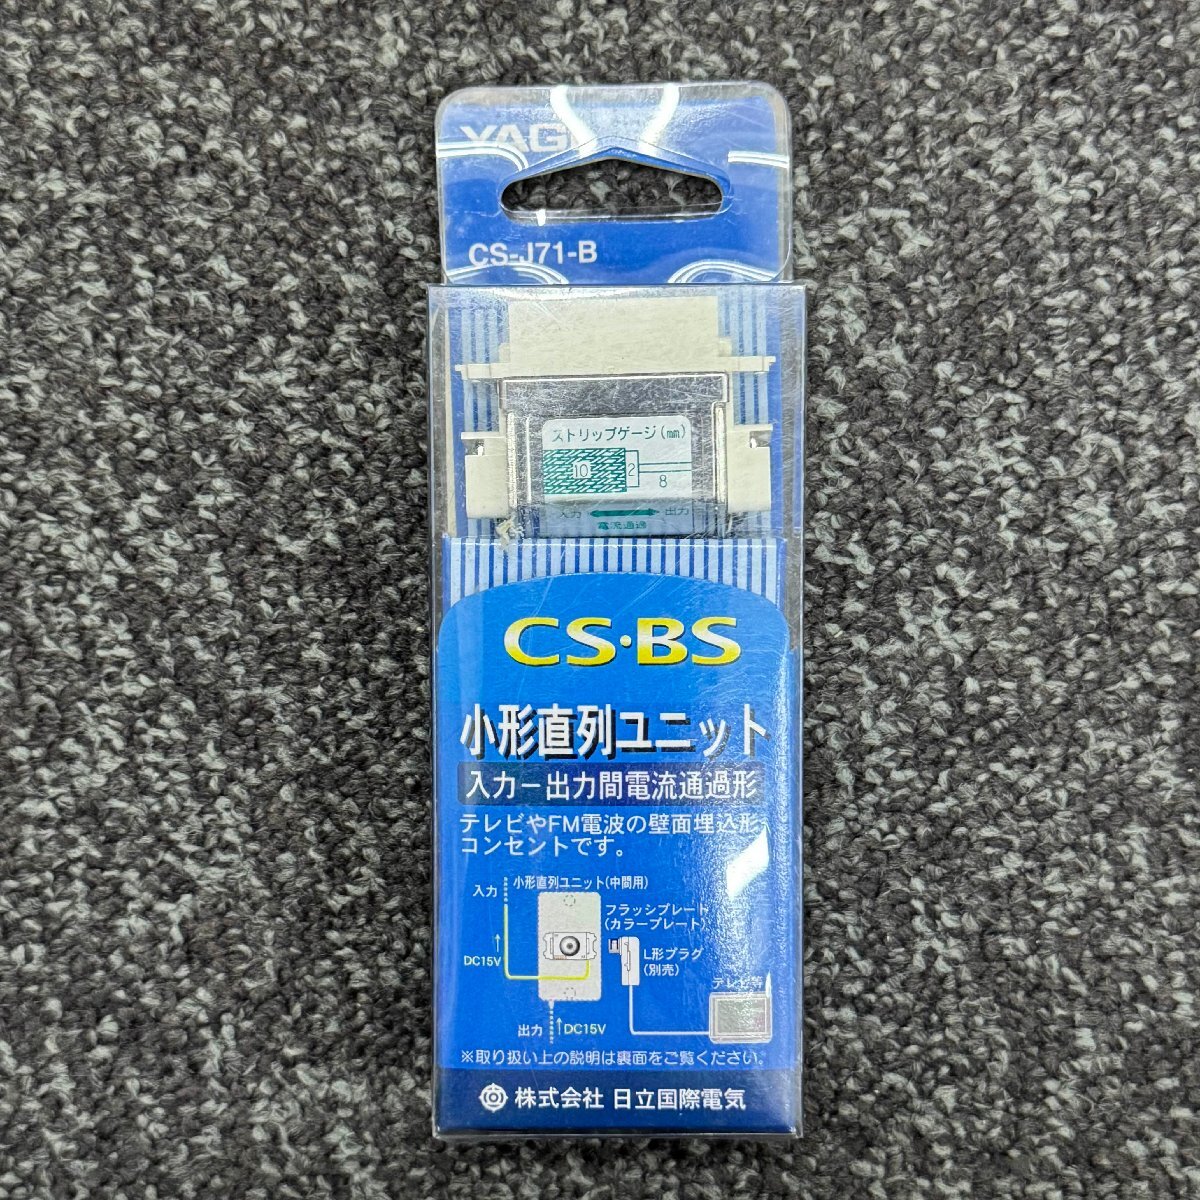 YAGI
CS-J71-B
ストリップゲージ(㎜)
10
2
8
入力
出力
電流通過
CS・BS
小形直列ユニット
入力ー出力間電流通過形
テレビやFM電波の壁面埋込形
コンセントです。
小形直列ユニット(中間用)
入力
フラッシプレート
(カラープレート)
DC15V
L形プラグ
(別売)
テレビ等
出力
DC15V
※取り扱い上の説明は裏面をご覧ください。
株式会社 日立国際電気